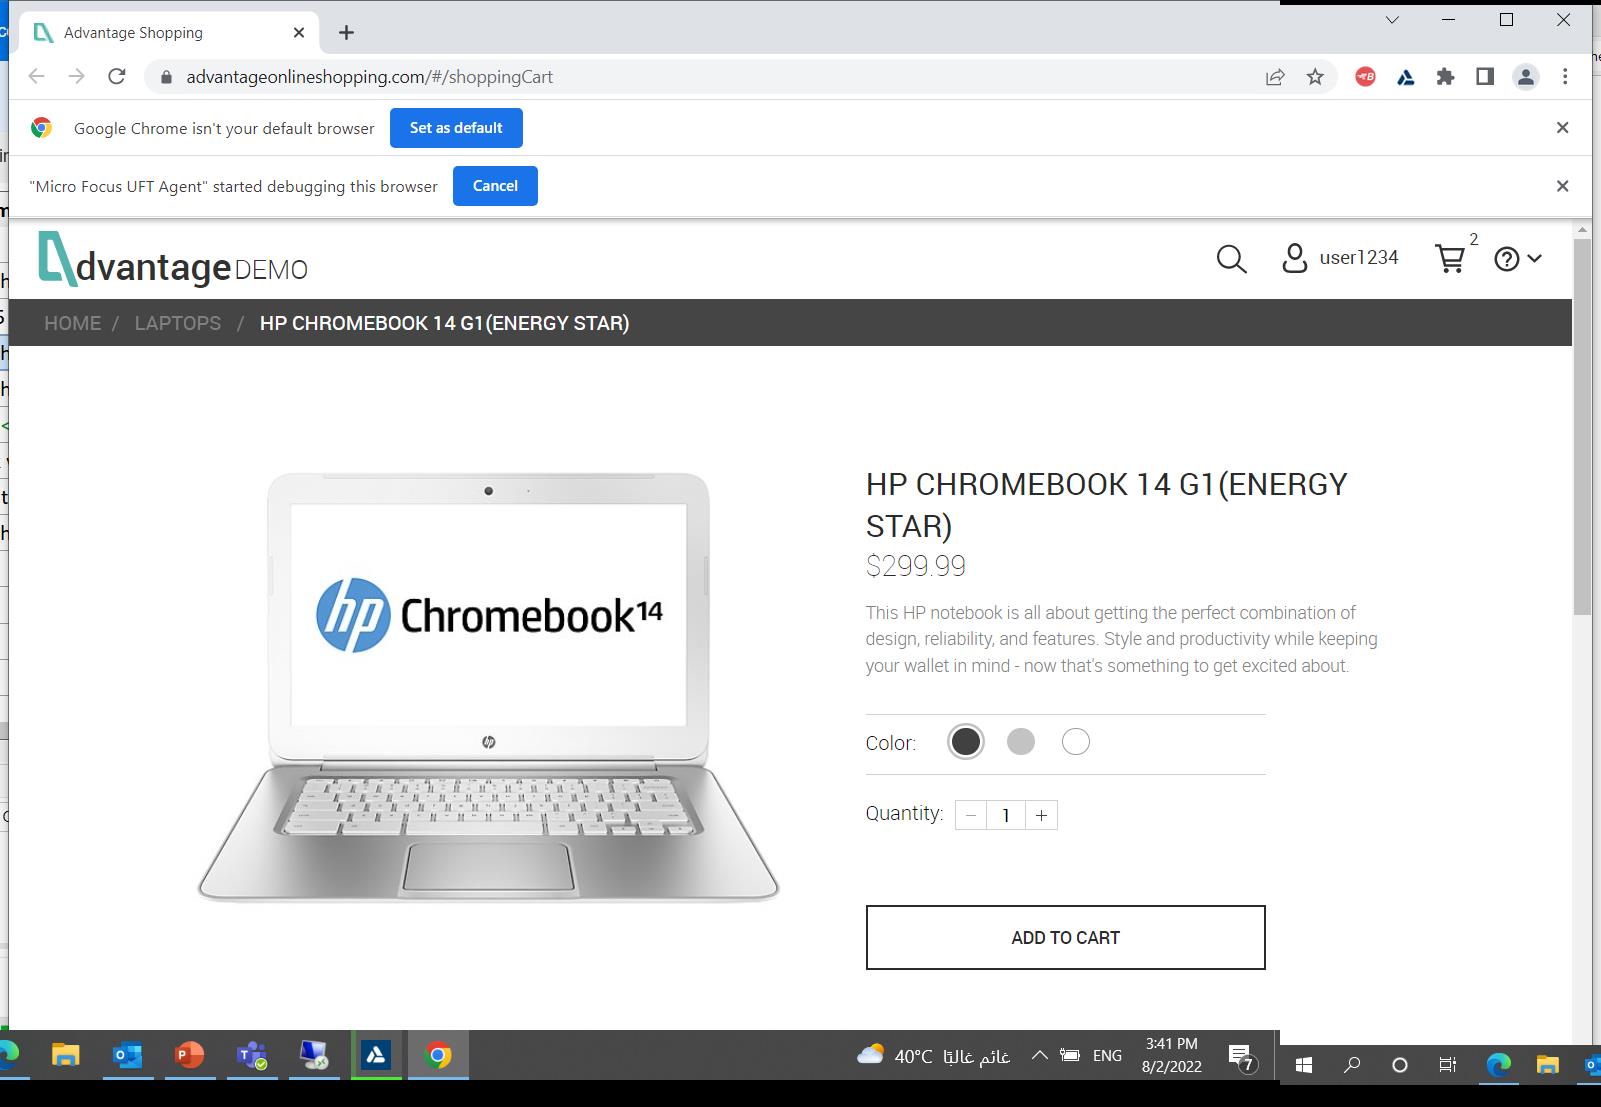 Advantage Shopping
advantageonlineshopping.com/#/shoppingCart
Google Chrome isn't your default browser
Set as default
"Micro Focus UFT Agent" started debugging this browser
Cancel
dvantage DEMO
user1234
2
HOME / LAPTOPS / HP CHROMEBOOK 14 G1(ENERGY STAR)
hp Chromebook14
hp
HP CHROMEBOOK 14 G1(ENERGY
STAR)
$299.99
This HP notebook is all about getting the perfect combination of
design, reliability, and features. Style and productivity while keeping
your wallet in mind - now that's something to get excited about.
Color:
Quantity: − 1 +
ADD TO CART
40°C غائم غالبًا
ENG
3:41 PM
8/2/2022
7